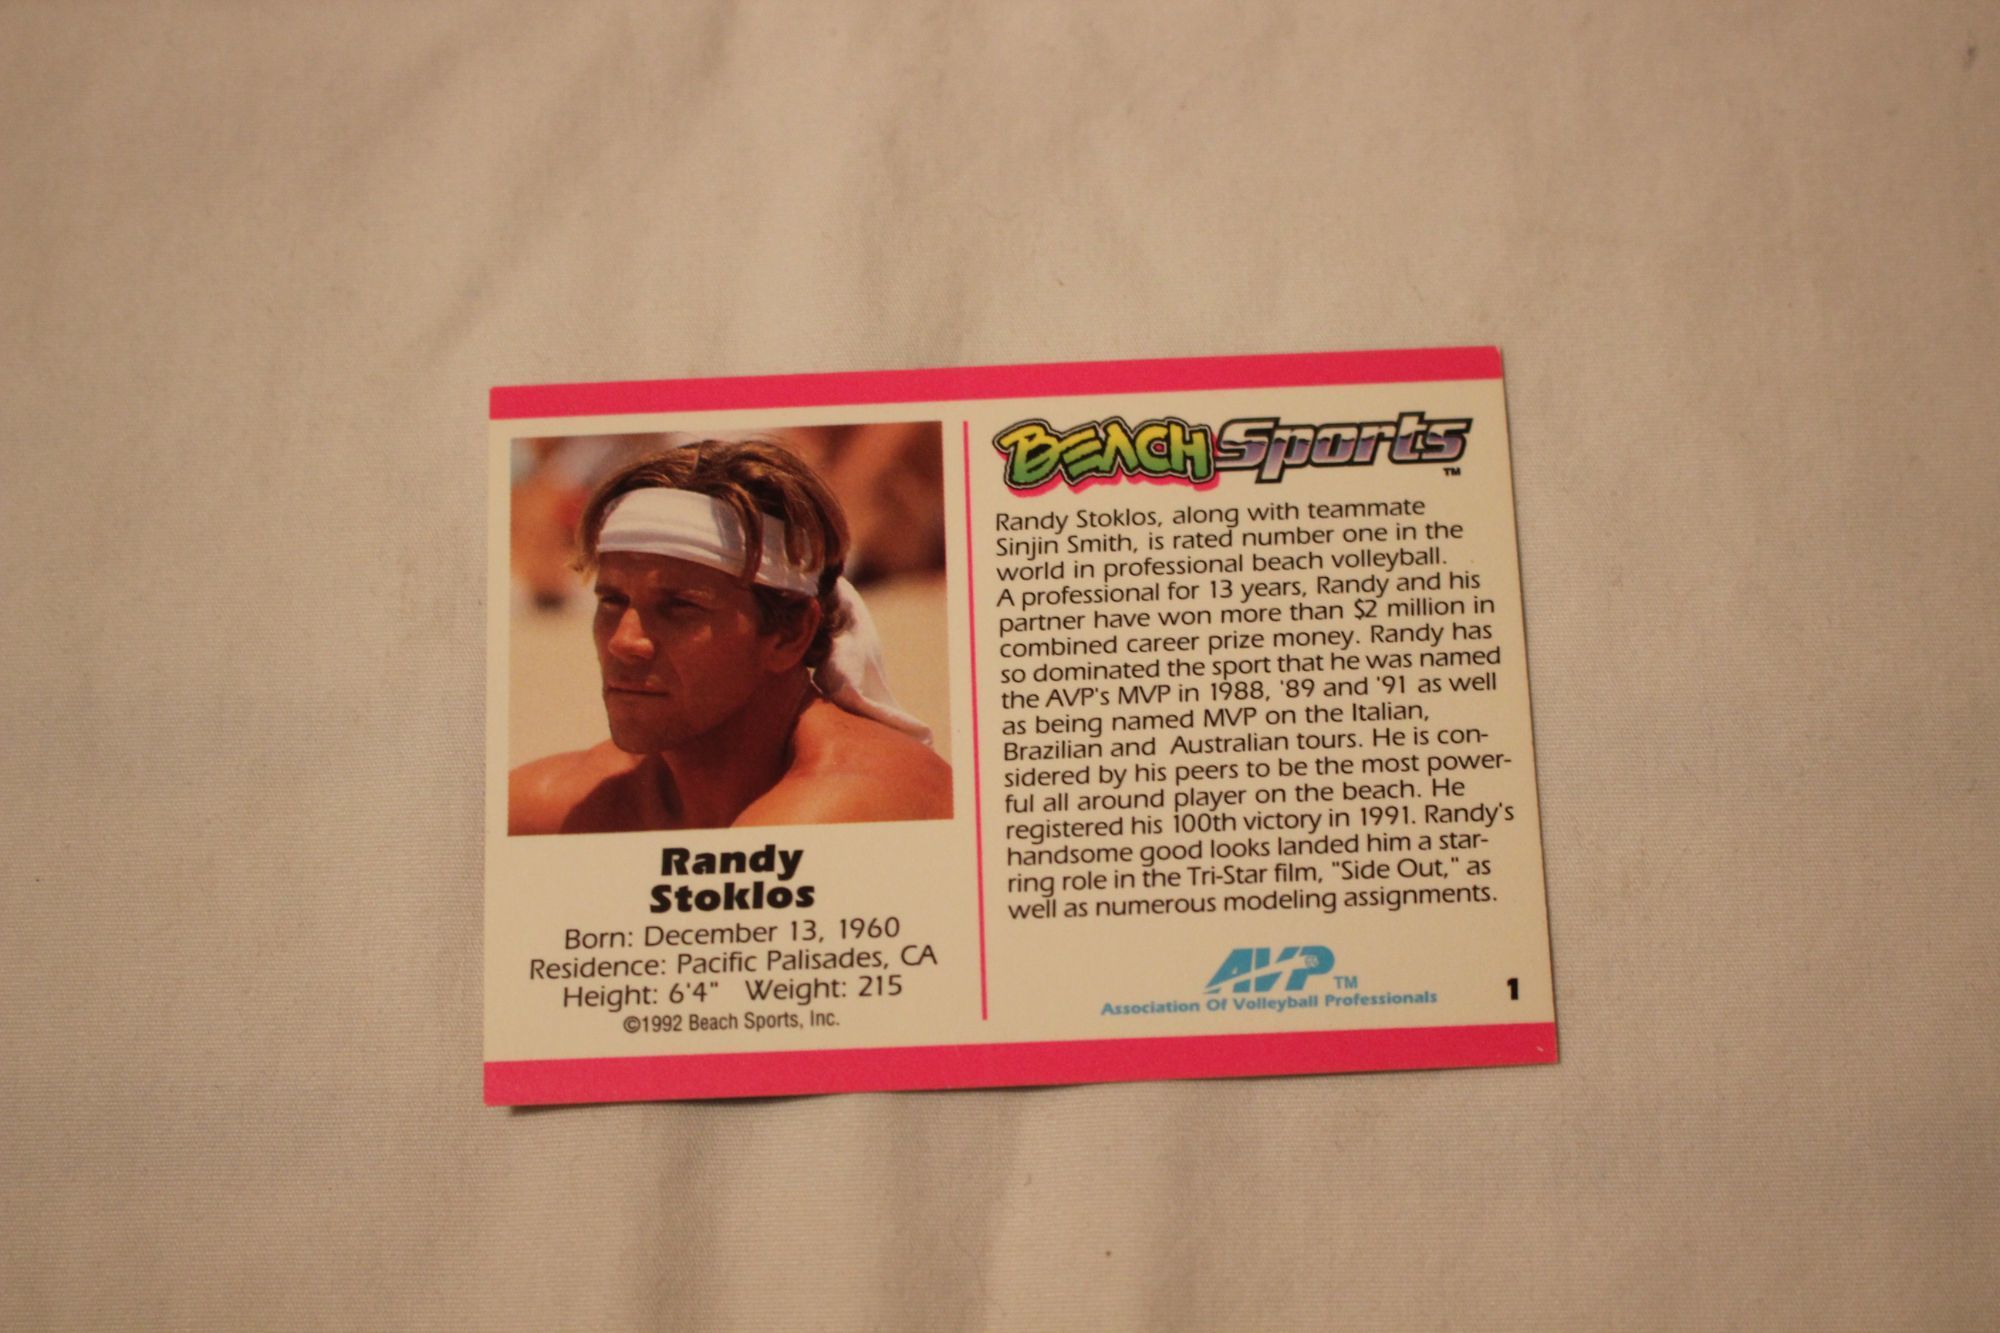 Randy
Stoklos
Born: December 13, 1960
Residence: Pacific Palisades, CA
Height: 6'4" Weight: 215
©1992 Beach Sports, Inc.
BEACH Sports TM
Randy Stoklos, along with teammate
Sinjin Smith, is rated number one in the
world in professional beach volleyball.
A professional for 13 years, Randy and his
partner have won more than $2 million in
combined career prize money. Randy has
so dominated the sport that he was named
the AVP's MVP in 1988, '89 and '91 as well
as being named MVP on the Italian,
Brazilian and Australian tours. He is con-
sidered by his peers to be the most power-
ful all around player on the beach. He
registered his 100th victory in 1991. Randy's
handsome good looks landed him a star-
ring role in the Tri-Star film, "Side Out," as
well as numerous modeling assignments.
AVP TM
Association Of Volleyball Professionals
1